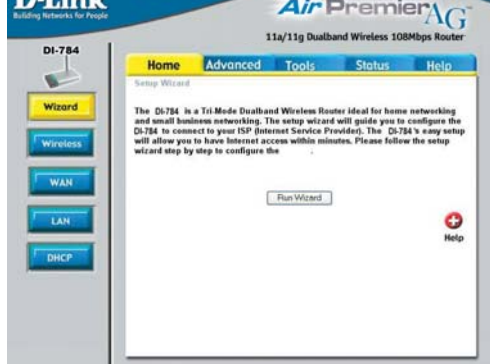 D-Link
Building Networks for People
Air PremierAG
11a/11g Dualband Wireless 108Mbps Router
DI-784
Home Advanced Tools Status Help
Setup Wizard
The DI-784 is a Tri-Mode Dualband Wireless Router ideal for home networking
and small business networking. The setup wizard will guide you to configure the
DI-784 to connect to your ISP (Internet Service Provider). The DI-784's easy setup
will allow you to have Internet access within minutes. Please follow the setup
wizard step by step to configure the .
Run Wizard
Help
Wizard
Wireless
WAN
LAN
DHCP